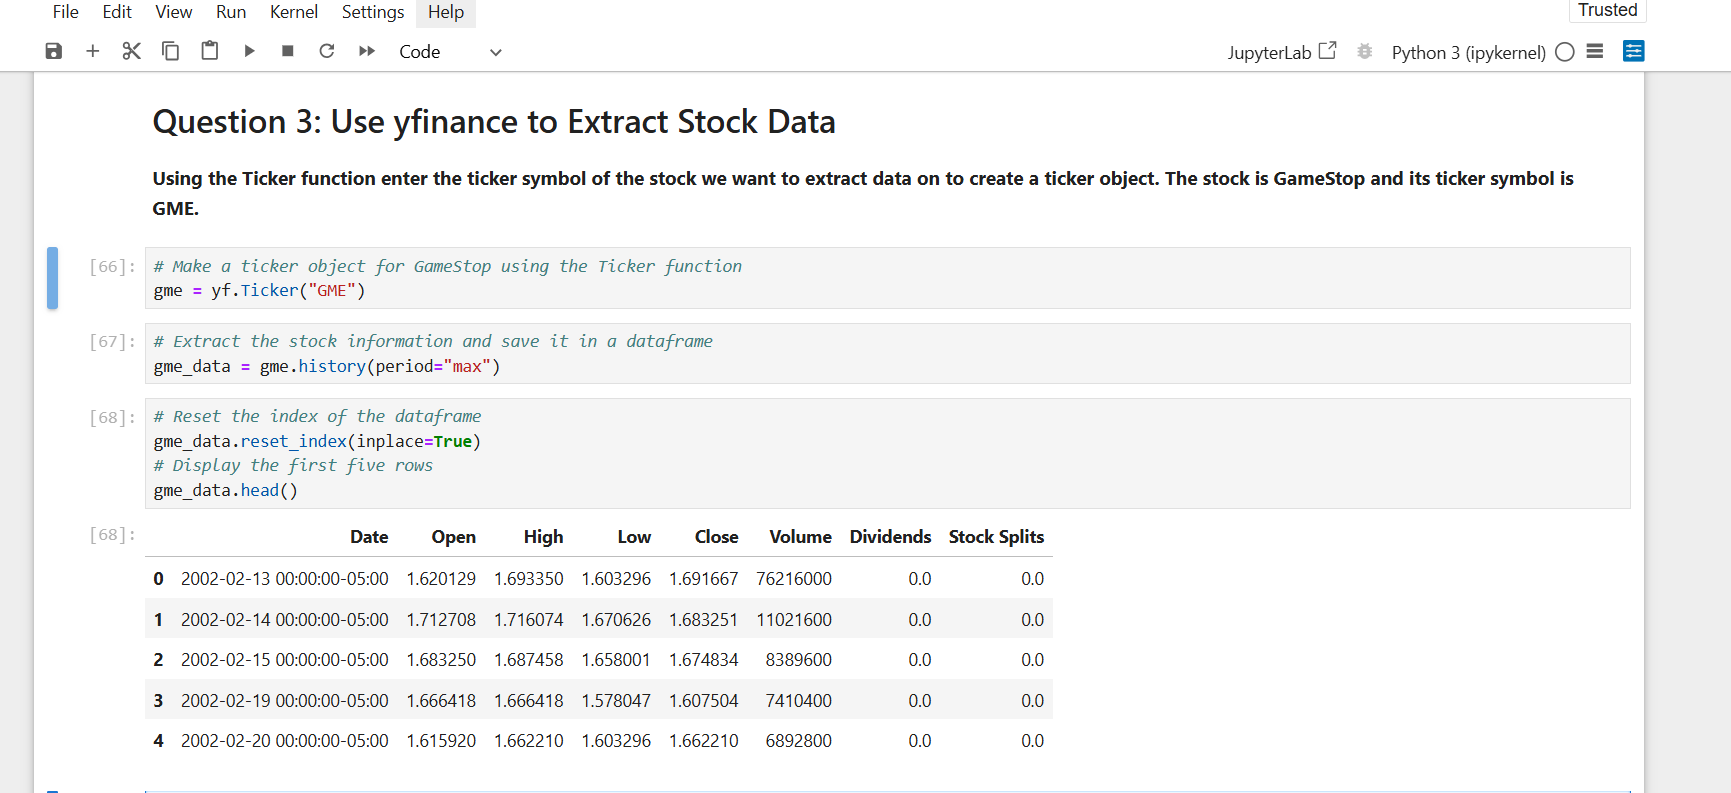 File Edit View Run Kernel Settings Help Trusted
Code JupyterLab Python 3 (ipykernel)
Question 3: Use yfinance to Extract Stock Data
Using the Ticker function enter the ticker symbol of the stock we want to extract data on to create a ticker object. The stock is GameStop and its ticker symbol is
GME.
[66]: # Make a ticker object for GameStop using the Ticker function
gme = yf.Ticker("GME")
[67]: # Extract the stock information and save it in a dataframe
gme_data = gme.history(period="max")
[68]: # Reset the index of the dataframe
gme_data.reset_index(inplace=True)
# Display the first five rows
gme_data.head()
[68]: Date Open High Low Close Volume Dividends Stock Splits
0 2002-02-13 00:00:00-05:00 1.620129 1.693350 1.603296 1.691667 76216000 0.0 0.0
1 2002-02-14 00:00:00-05:00 1.712708 1.716074 1.670626 1.683251 11021600 0.0 0.0
2 2002-02-15 00:00:00-05:00 1.683250 1.687458 1.658001 1.674834 8389600 0.0 0.0
3 2002-02-19 00:00:00-05:00 1.666418 1.666418 1.578047 1.607504 7410400 0.0 0.0
4 2002-02-20 00:00:00-05:00 1.615920 1.662210 1.603296 1.662210 6892800 0.0 0.0